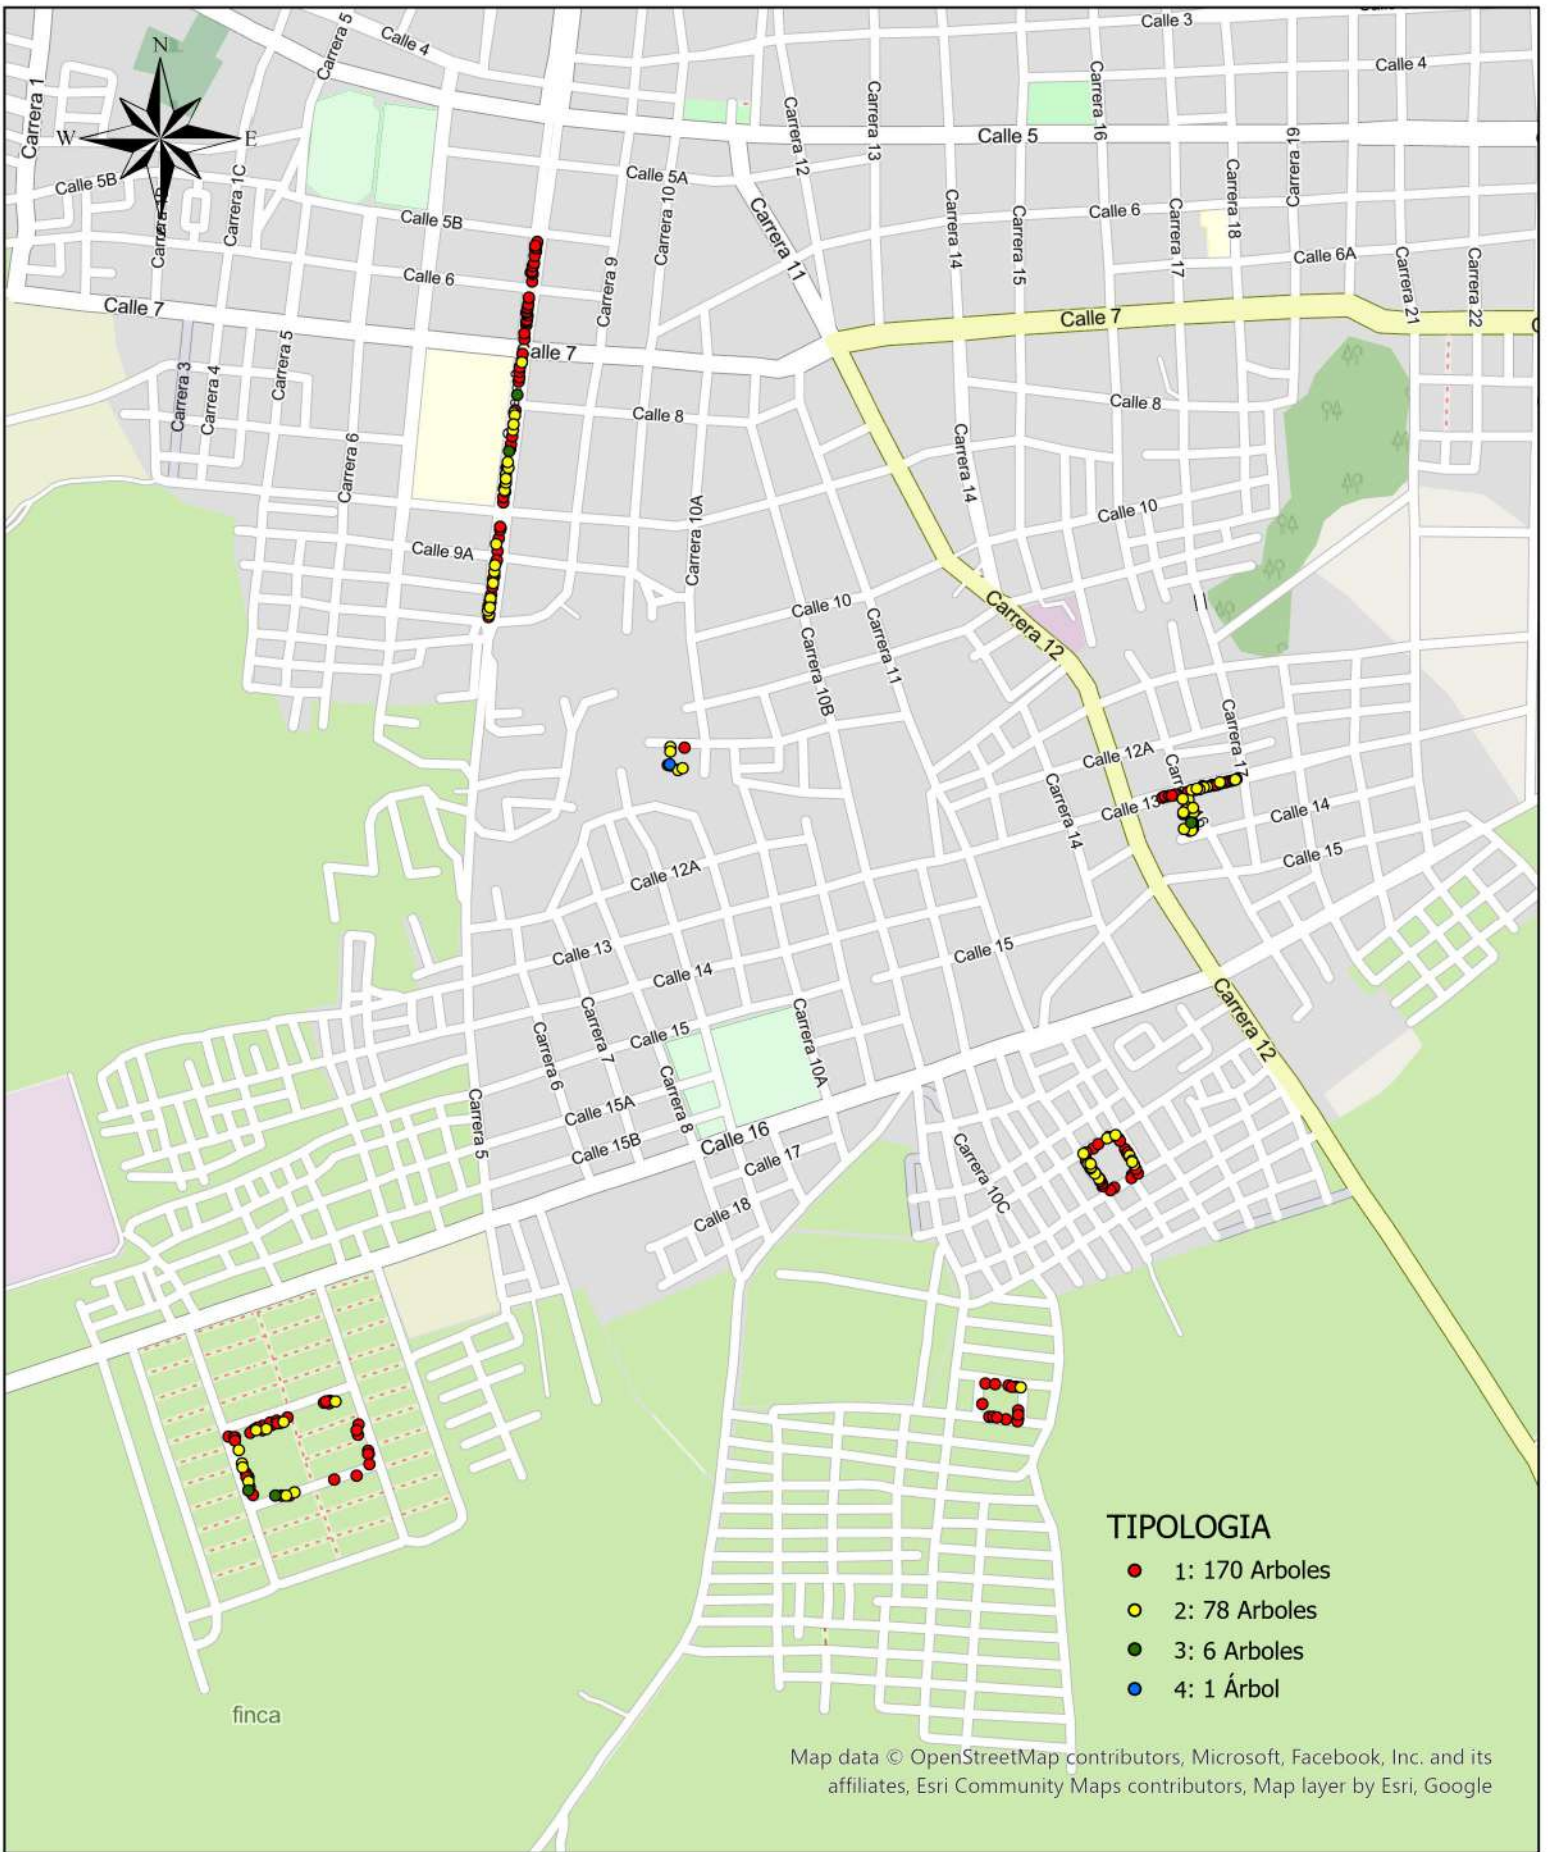 Calle 3
Carrera 5
Calle 4
N
Calle 4
Carrera 1
Carrera 12
Carrera 13
Carrera 16
W
E
Calle 5
Carrera 19
Calle 5B
Carrera 1C
Calle 5A
Carrera 10
Carrera 18
Calle 5B
Carrera 11
Carrera 14
Carrera 15
Calle 6
Carrera 17
Calle 6
Carrera 9
Calle 6A
Carrera 21
Carrera 22
Calle 7
Calle 7
alle 7
Carrera 3
Carrera 4
Carrera 5
Calle 8
Calle 8
Carrera 6
Carrera 14
Calle 9A
Carrera 10A
Calle 10
Calle 10
Carrera 12
Carrera 10B
Carrera 11
Carrera 17
Calle 12A
Carr
Carrera 14
Calle 13
Calle 14
Calle 15
Calle 12A
Calle 13
Calle 14
Calle 15
Carrera 12
Carrera 6
Carrera 7
Calle 15
Carrera 10A
Carrera 5
Calle 15A
Carrera 8
Calle 15B
Calle 16
Calle 17
Carrera 10C
Calle 18
TIPOLOGIA
1: 170 Arboles
2: 78 Arboles
3: 6 Arboles
4: 1 Árbol
finca
Map data © OpenStreetMap contributors, Microsoft, Facebook, Inc. and its
affiliates, Esri Community Maps contributors, Map layer by Esri, Google